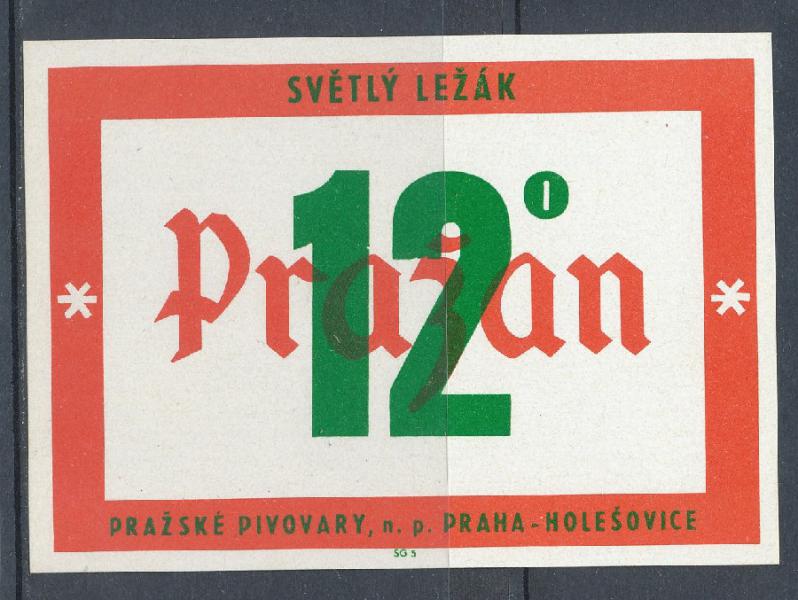 SVĚTLÝ LEŽÁK
12°
Pražan
PRAŽSKÉ PIVOVARY, n. p. PRAHA-HOLEŠOVICE
SG 5